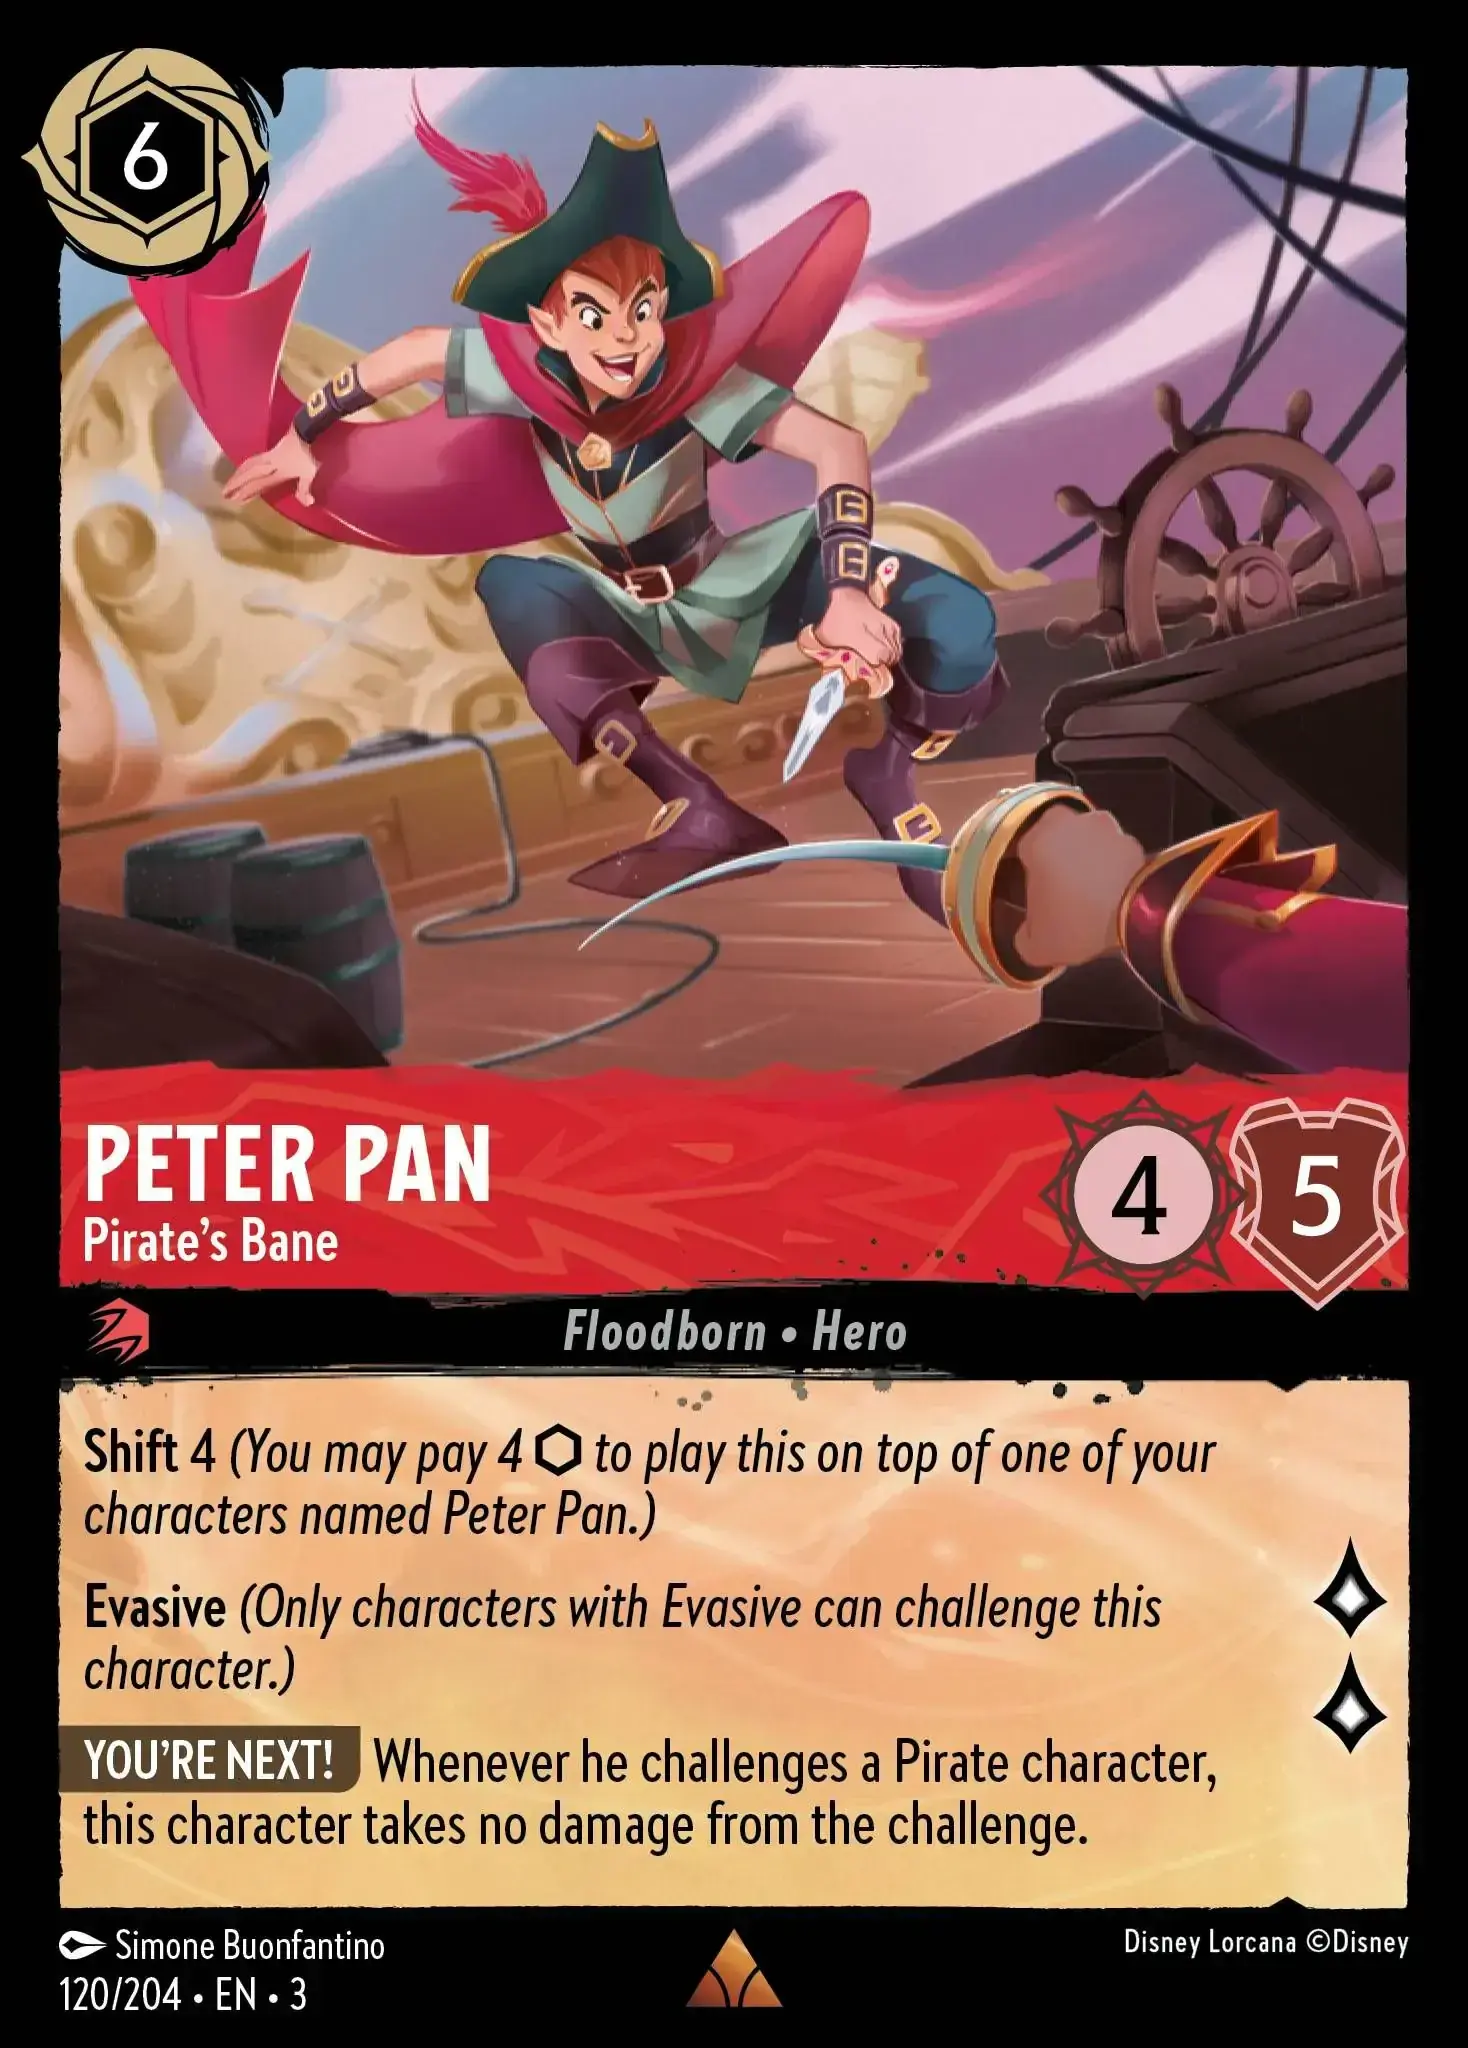 6
PETER PAN
Pirate's Bane
4
5
Floodborn • Hero
Shift 4 (You may pay 4 ⬡ to play this on top of one of your
characters named Peter Pan.)
Evasive (Only characters with Evasive can challenge this
character.)
YOU'RE NEXT! Whenever he challenges a Pirate character,
this character takes no damage from the challenge.
Simone Buonfantino
Disney Lorcana ©Disney
120/204 • EN • 3